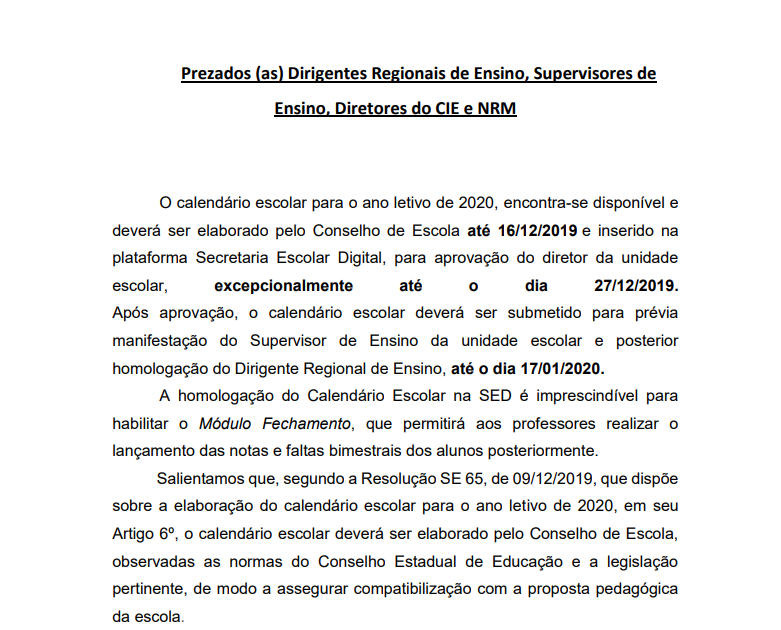 Prezados (as) Dirigentes Regionais de Ensino, Supervisores de
Ensino, Diretores do CIE e NRM
O calendário escolar para o ano letivo de 2020, encontra-se disponível e
deverá ser elaborado pelo Conselho de Escola até 16/12/2019 e inserido na
plataforma Secretaria Escolar Digital, para aprovação do diretor da unidade
escolar, excepcionalmente até o dia 27/12/2019.
Após aprovação, o calendário escolar deverá ser submetido para prévia
manifestação do Supervisor de Ensino da unidade escolar e posterior
homologação do Dirigente Regional de Ensino, até o dia 17/01/2020.
A homologação do Calendário Escolar na SED é imprescindível para
habilitar o Módulo Fechamento, que permitirá aos professores realizar o
lançamento das notas e faltas bimestrais dos alunos posteriormente.
Salientamos que, segundo a Resolução SE 65, de 09/12/2019, que dispõe
sobre a elaboração do calendário escolar para o ano letivo de 2020, em seu
Artigo 6º, o calendário escolar deverá ser elaborado pelo Conselho de Escola,
observadas as normas do Conselho Estadual de Educação e a legislação
pertinente, de modo a assegurar compatibilização com a proposta pedagógica
da escola.